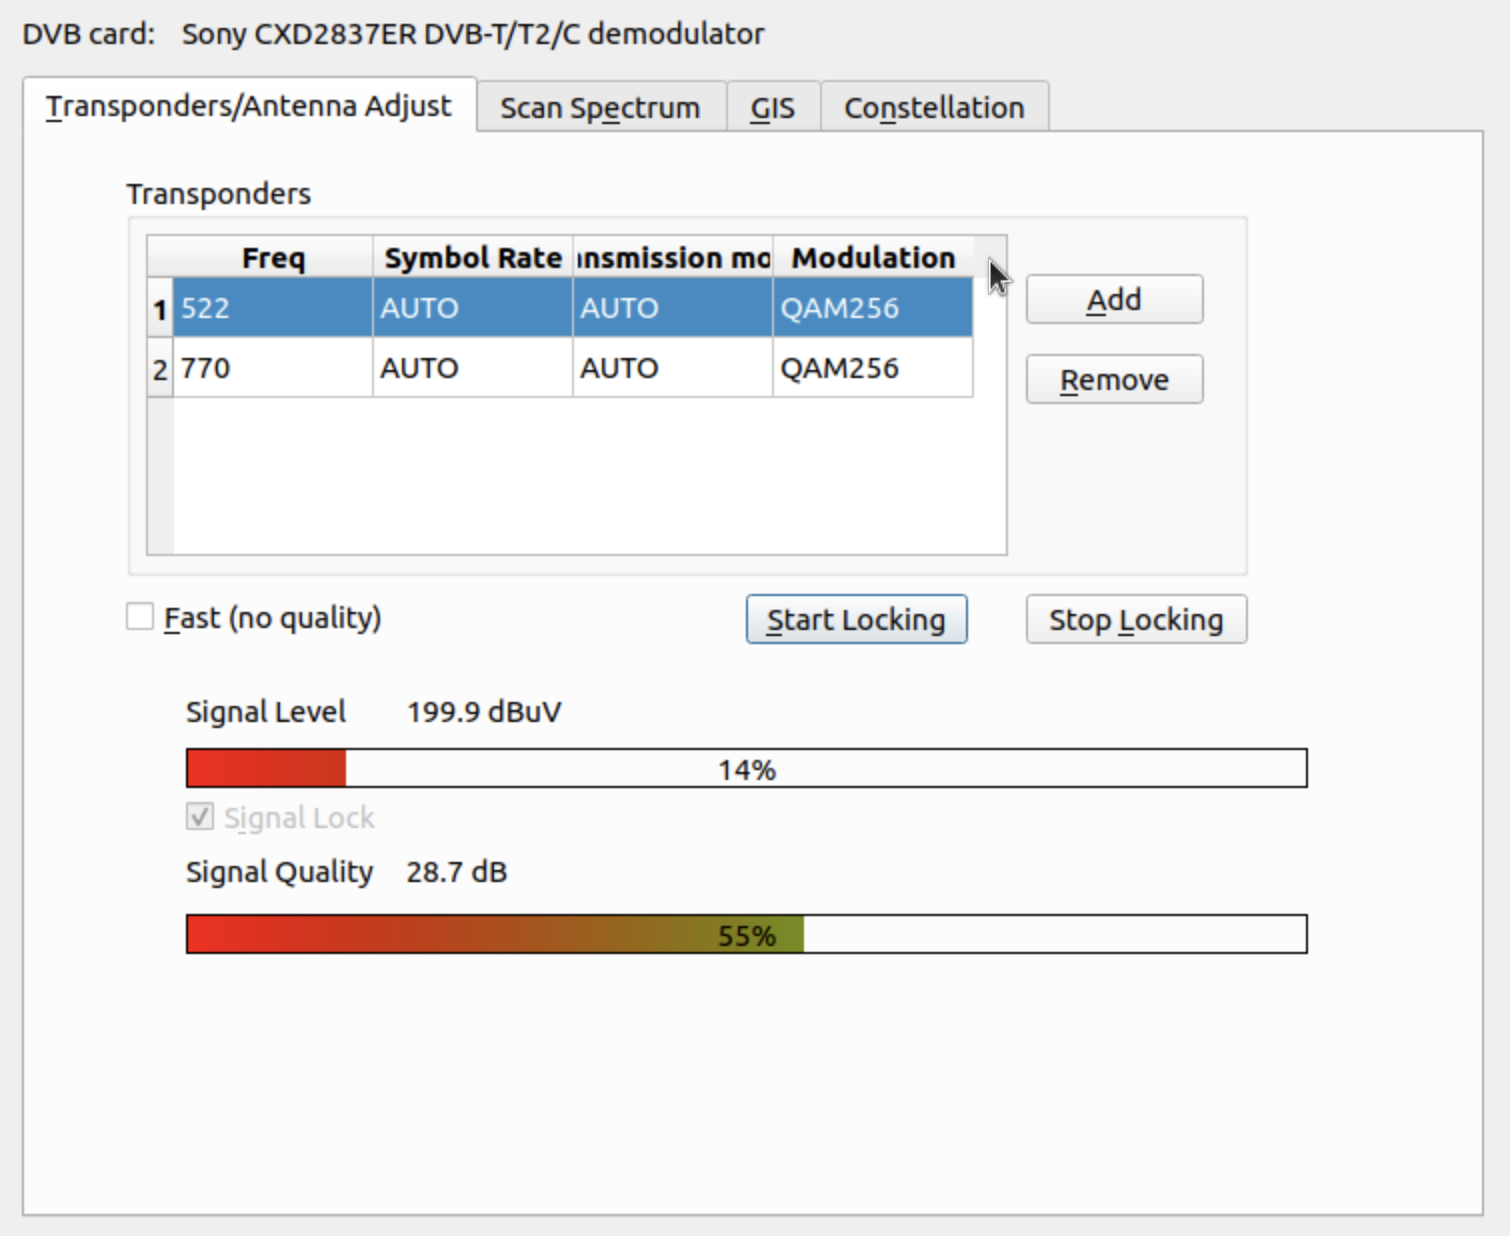 DVB card: Sony CXD2837ER DVB-T/T2/C demodulator
Transponders/Antenna Adjust Scan Spectrum GIS Constellation
Transponders
Freq Symbol Rate nsmission mo Modulation
1 522 AUTO AUTO QAM256
2 770 AUTO AUTO QAM256
Add
Remove
Fast (no quality) Start Locking Stop Locking
Signal Level 199.9 dBuV
14%
Signal Lock
Signal Quality 28.7 dB
55%